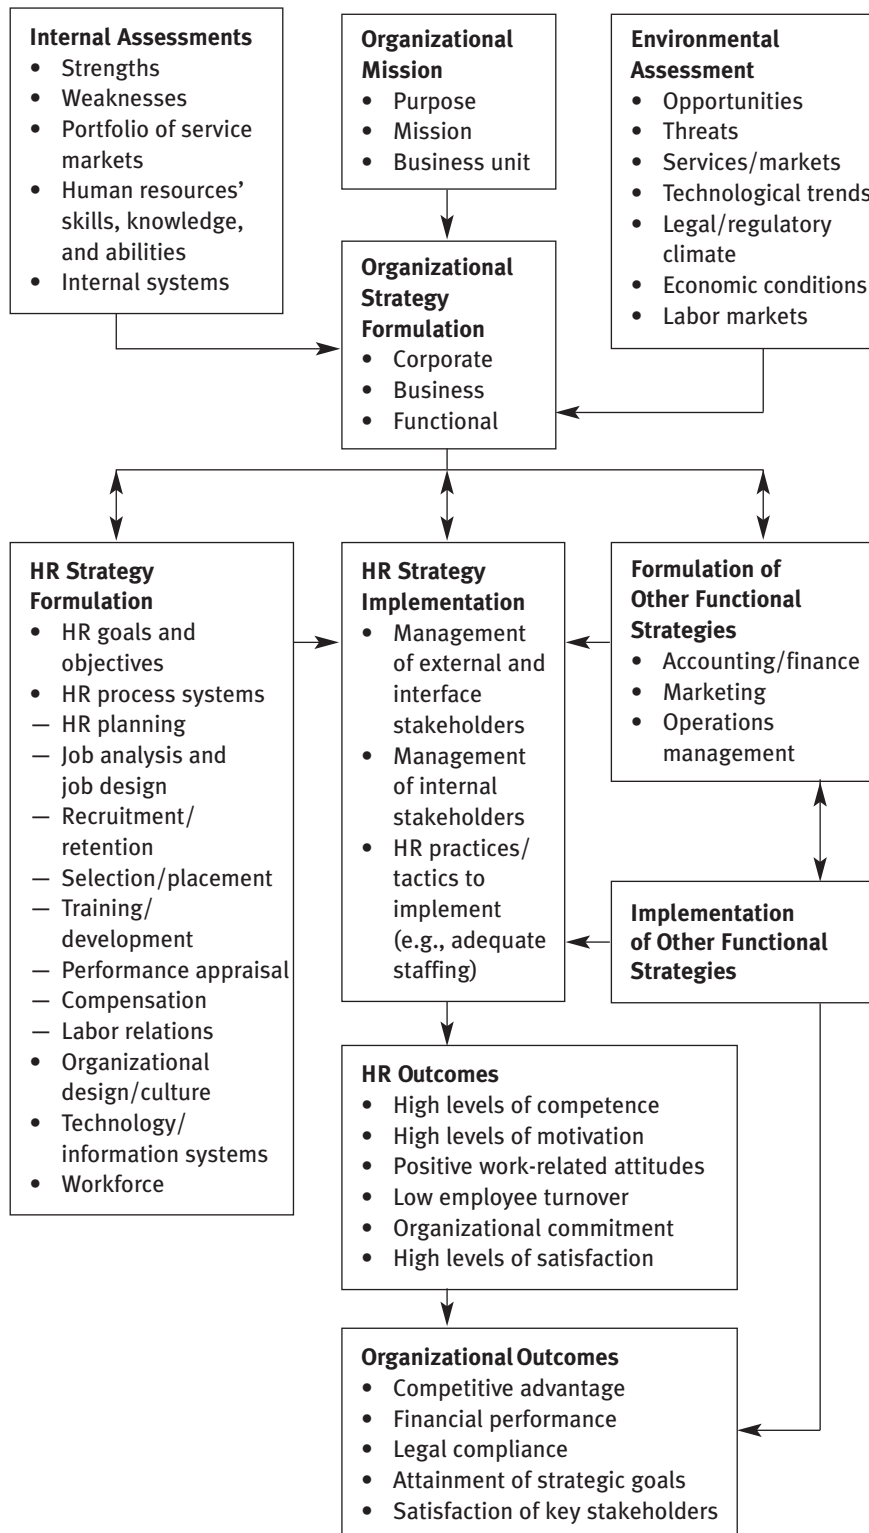 Internal Assessments
• Strengths
• Weaknesses
• Portfolio of service
markets
• Human resources’
skills, knowledge,
and abilities
• Internal systems
Organizational
Mission
• Purpose
• Mission
• Business unit
Environmental
Assessment
• Opportunities
• Threats
• Services/markets
• Technological trends
• Legal/regulatory
climate
• Economic conditions
• Labor markets
Organizational
Strategy
Formulation
• Corporate
• Business
• Functional
HR Strategy
Formulation
• HR goals and
objectives
• HR process systems
— HR planning
— Job analysis and
job design
— Recruitment/
retention
— Selection/placement
— Training/
development
— Performance appraisal
— Compensation
— Labor relations
• Organizational
design/culture
• Technology/
information systems
• Workforce
HR Strategy
Implementation
• Management
of external and
interface
stakeholders
• Management
of internal
stakeholders
• HR practices/
tactics to
implement
(e.g., adequate
staffing)
Formulation of
Other Functional
Strategies
• Accounting/finance
• Marketing
• Operations
management
Implementation
of Other Functional
Strategies
HR Outcomes
• High levels of competence
• High levels of motivation
• Positive work-related attitudes
• Low employee turnover
• Organizational commitment
• High levels of satisfaction
Organizational Outcomes
• Competitive advantage
• Financial performance
• Legal compliance
• Attainment of strategic goals
• Satisfaction of key stakeholders